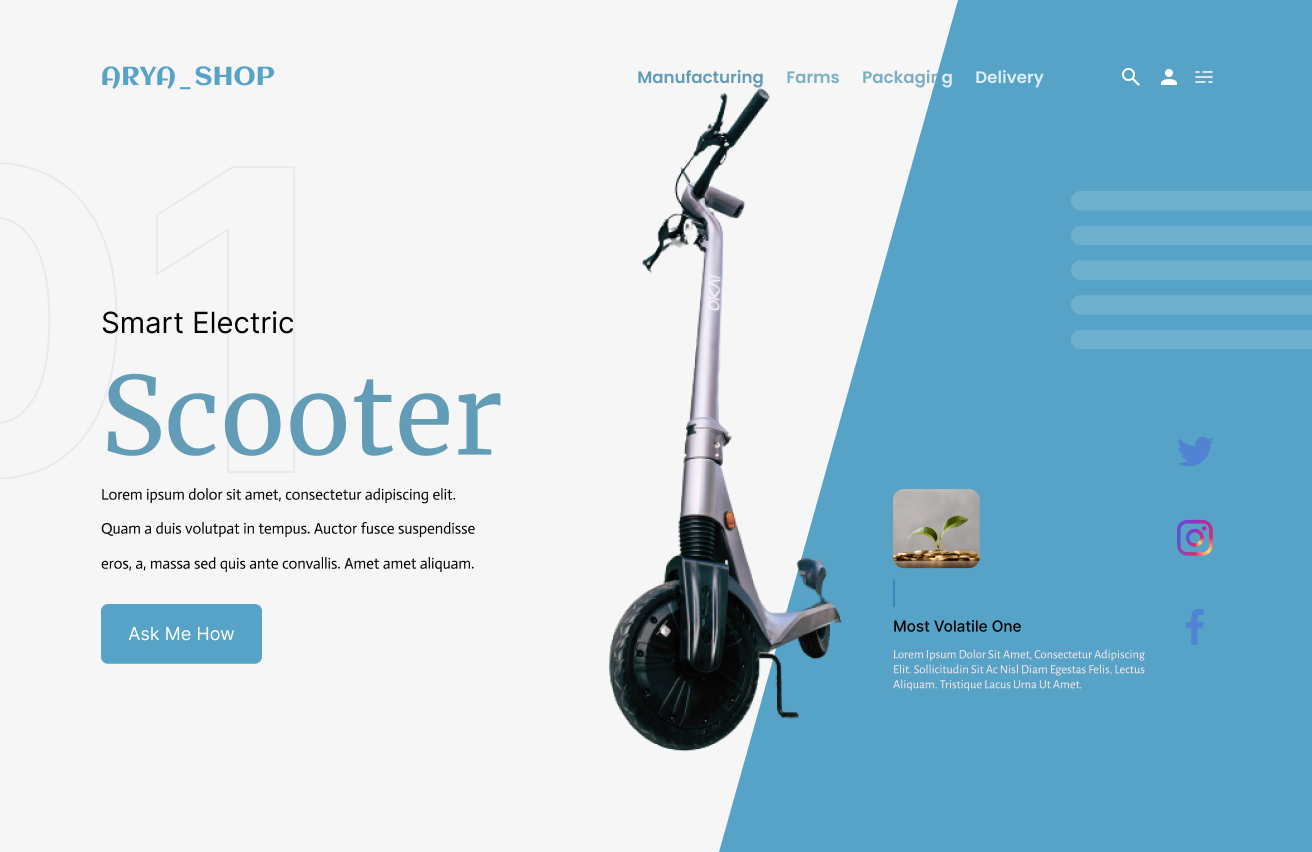 ARYA_SHOP
Manufacturing Farms Packaging Delivery
01
OKAI
Smart Electric
Scooter
Lorem ipsum dolor sit amet, consectetur adipiscing elit.
Quam a duis volutpat in tempus. Auctor fusce suspendisse
eros, a, massa sed quis ante convallis. Amet amet aliquam.
Ask Me How
Most Volatile One
Lorem Ipsum Dolor Sit Amet, Consectetur Adipiscing
Elit. Sollicitudin Sit Ac Nisl Diam Egestas Felis, Lectus
Aliquam. Tristique Lacus Urna Ut Amet.